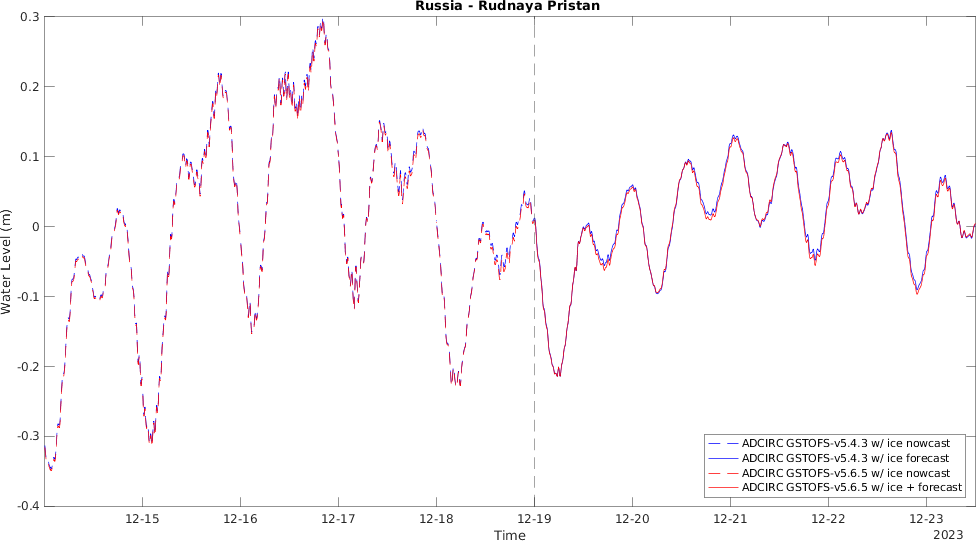 Russia - Rudnaya Pristan
Water Level (m)
0.3
0.2
0.1
0
-0.1
-0.2
-0.3
-0.4
12-15
12-16
12-17
12-18
12-19
12-20
12-21
12-22
12-23
Time
2023
ADCIRC GSTOFS-v5.4.3 w/ ice nowcast
ADCIRC GSTOFS-v5.4.3 w/ ice forecast
ADCIRC GSTOFS-v5.6.5 w/ ice nowcast
ADCIRC GSTOFS-v5.6.5 w/ ice + forecast